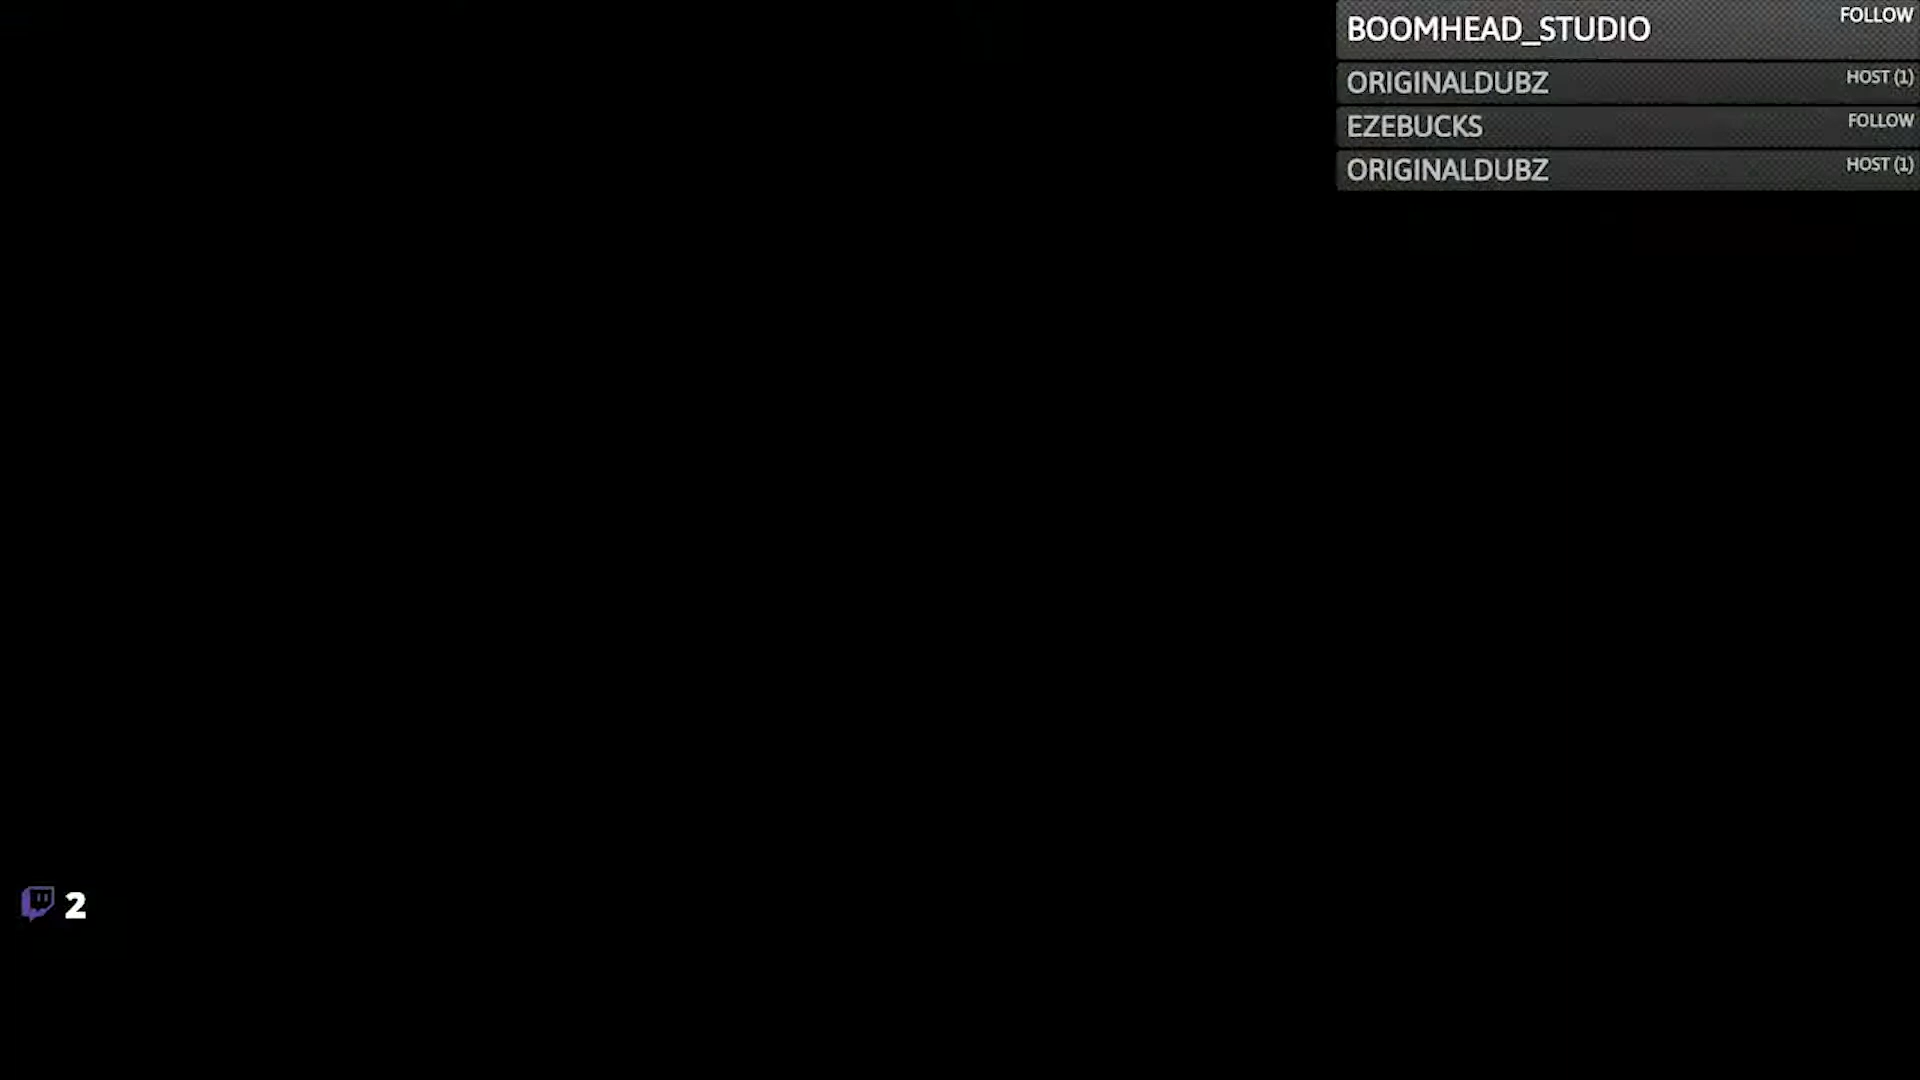 BOOMHEAD_STUDIO FOLLOW
ORIGINALDUBZ HOST (1)
EZEBUCKS FOLLOW
ORIGINALDUBZ HOST (1)
2